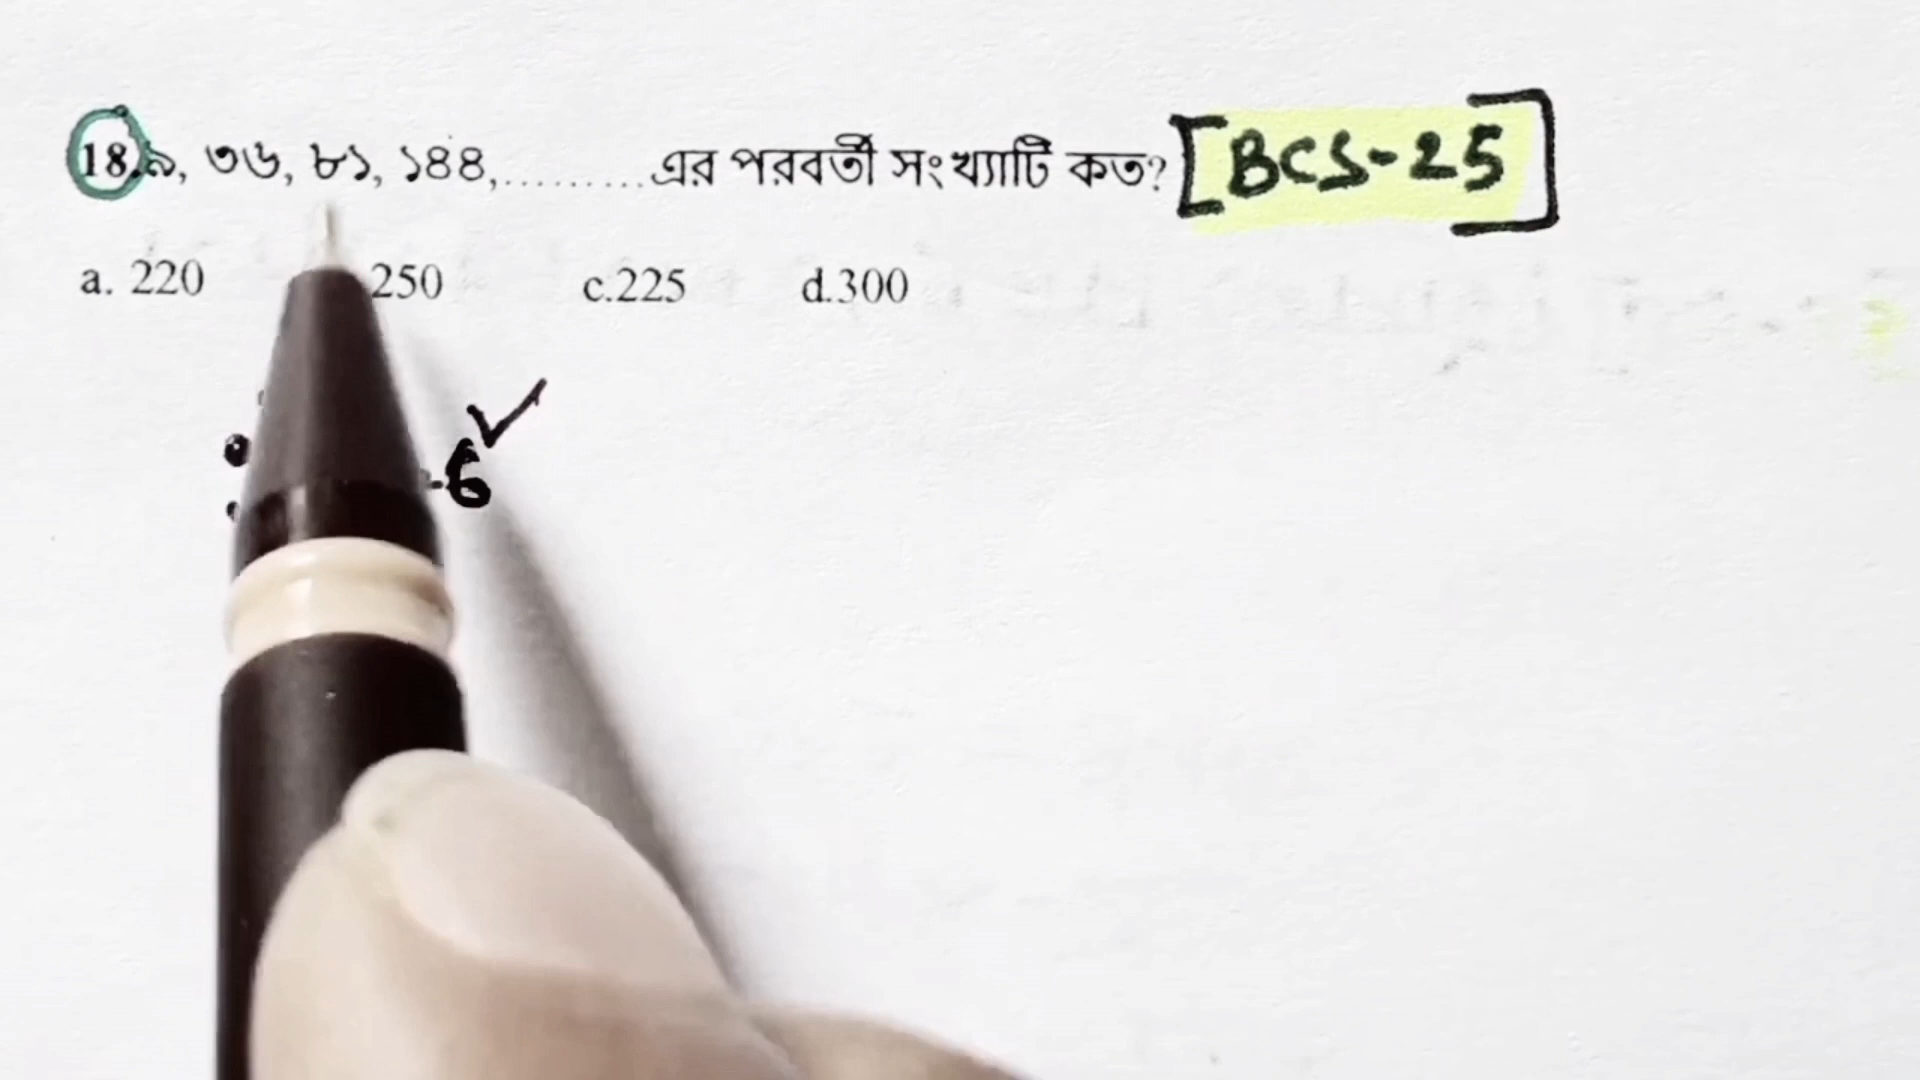 18.৯, ৩৬, ৮১, ১৪৪,.........এর পরবর্তী সংখ্যাটি কত? [BCS-25]
a. 220 250 c.225 d.300
6